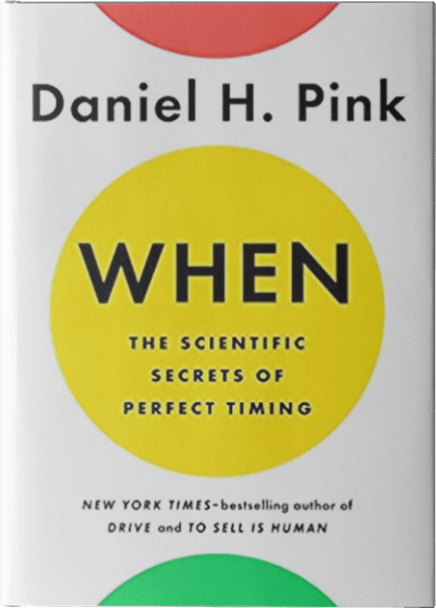 Daniel H. Pink
WHEN
THE SCIENTIFIC
SECRETS OF
PERFECT TIMING
NEW YORK TIMES–bestselling author of
DRIVE and TO SELL IS HUMAN